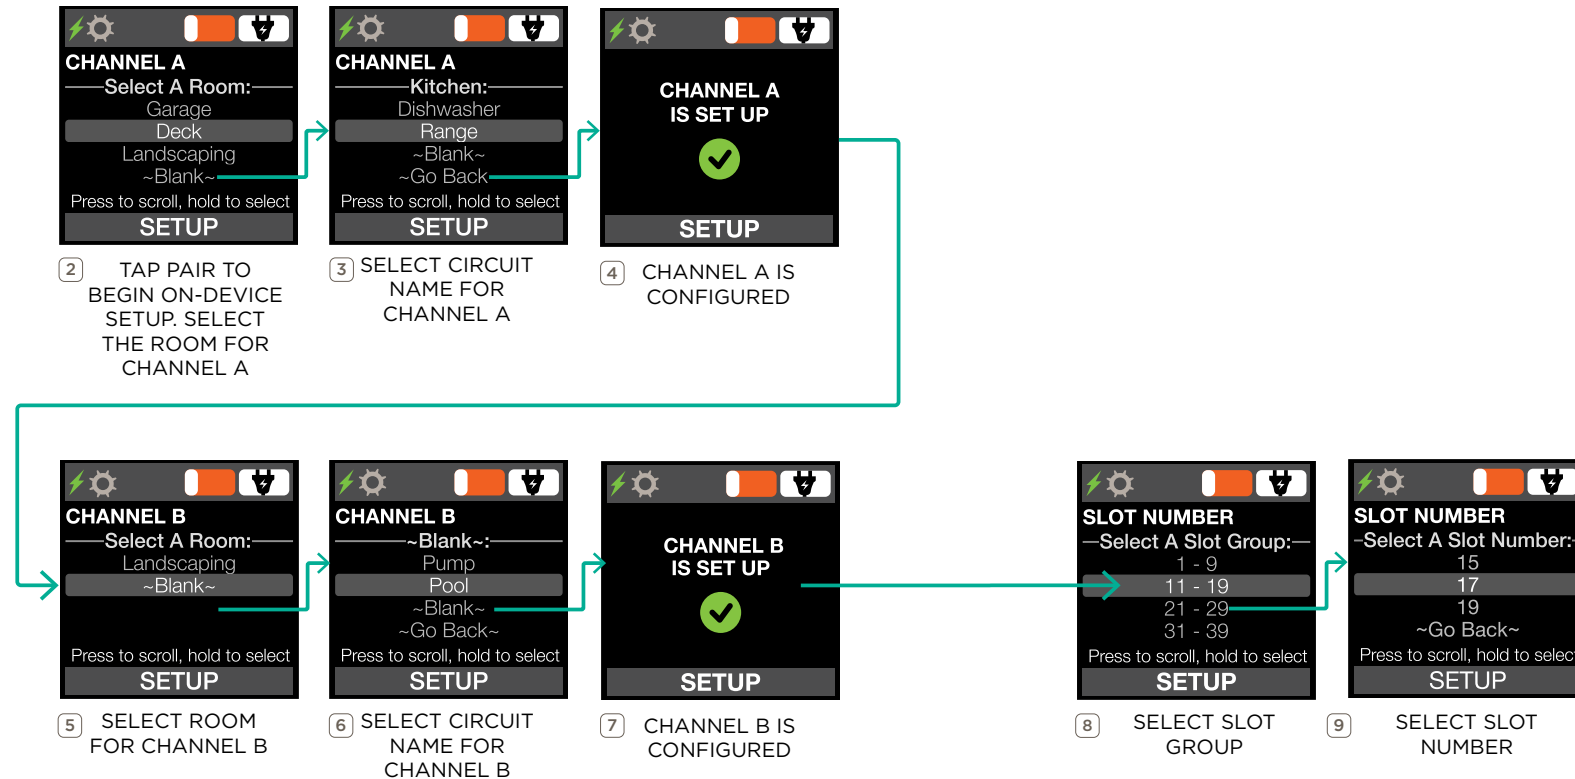 CHANNEL A
Select A Room:
Garage
Deck
Landscaping
~Blank~
Press to scroll, hold to select
SETUP
2 TAP PAIR TO
BEGIN ON-DEVICE
SETUP. SELECT
THE ROOM FOR
CHANNEL A
CHANNEL A
Kitchen:
Dishwasher
Range
~Blank~
~Go Back
Press to scroll, hold to select
SETUP
3 SELECT CIRCUIT
NAME FOR
CHANNEL A
CHANNEL A
IS SET UP
SETUP
4 CHANNEL A IS
CONFIGURED
CHANNEL B
Select A Room:
Landscaping
~Blank~
Press to scroll, hold to select
SETUP
5 SELECT ROOM
FOR CHANNEL B
CHANNEL B
~Blank~:
Pump
Pool
~Blank~
~Go Back~
Press to scroll, hold to select
SETUP
6 SELECT CIRCUIT
NAME FOR
CHANNEL B
CHANNEL B
IS SET UP
SETUP
7 CHANNEL B IS
CONFIGURED
SLOT NUMBER
Select A Slot Group:
1 - 9
11 - 19
21 - 29
31 - 39
Press to scroll, hold to select
SETUP
8 SELECT SLOT
GROUP
SLOT NUMBER
Select A Slot Number:
15
17
19
~Go Back~
Press to scroll, hold to select
SETUP
9 SELECT SLOT
NUMBER